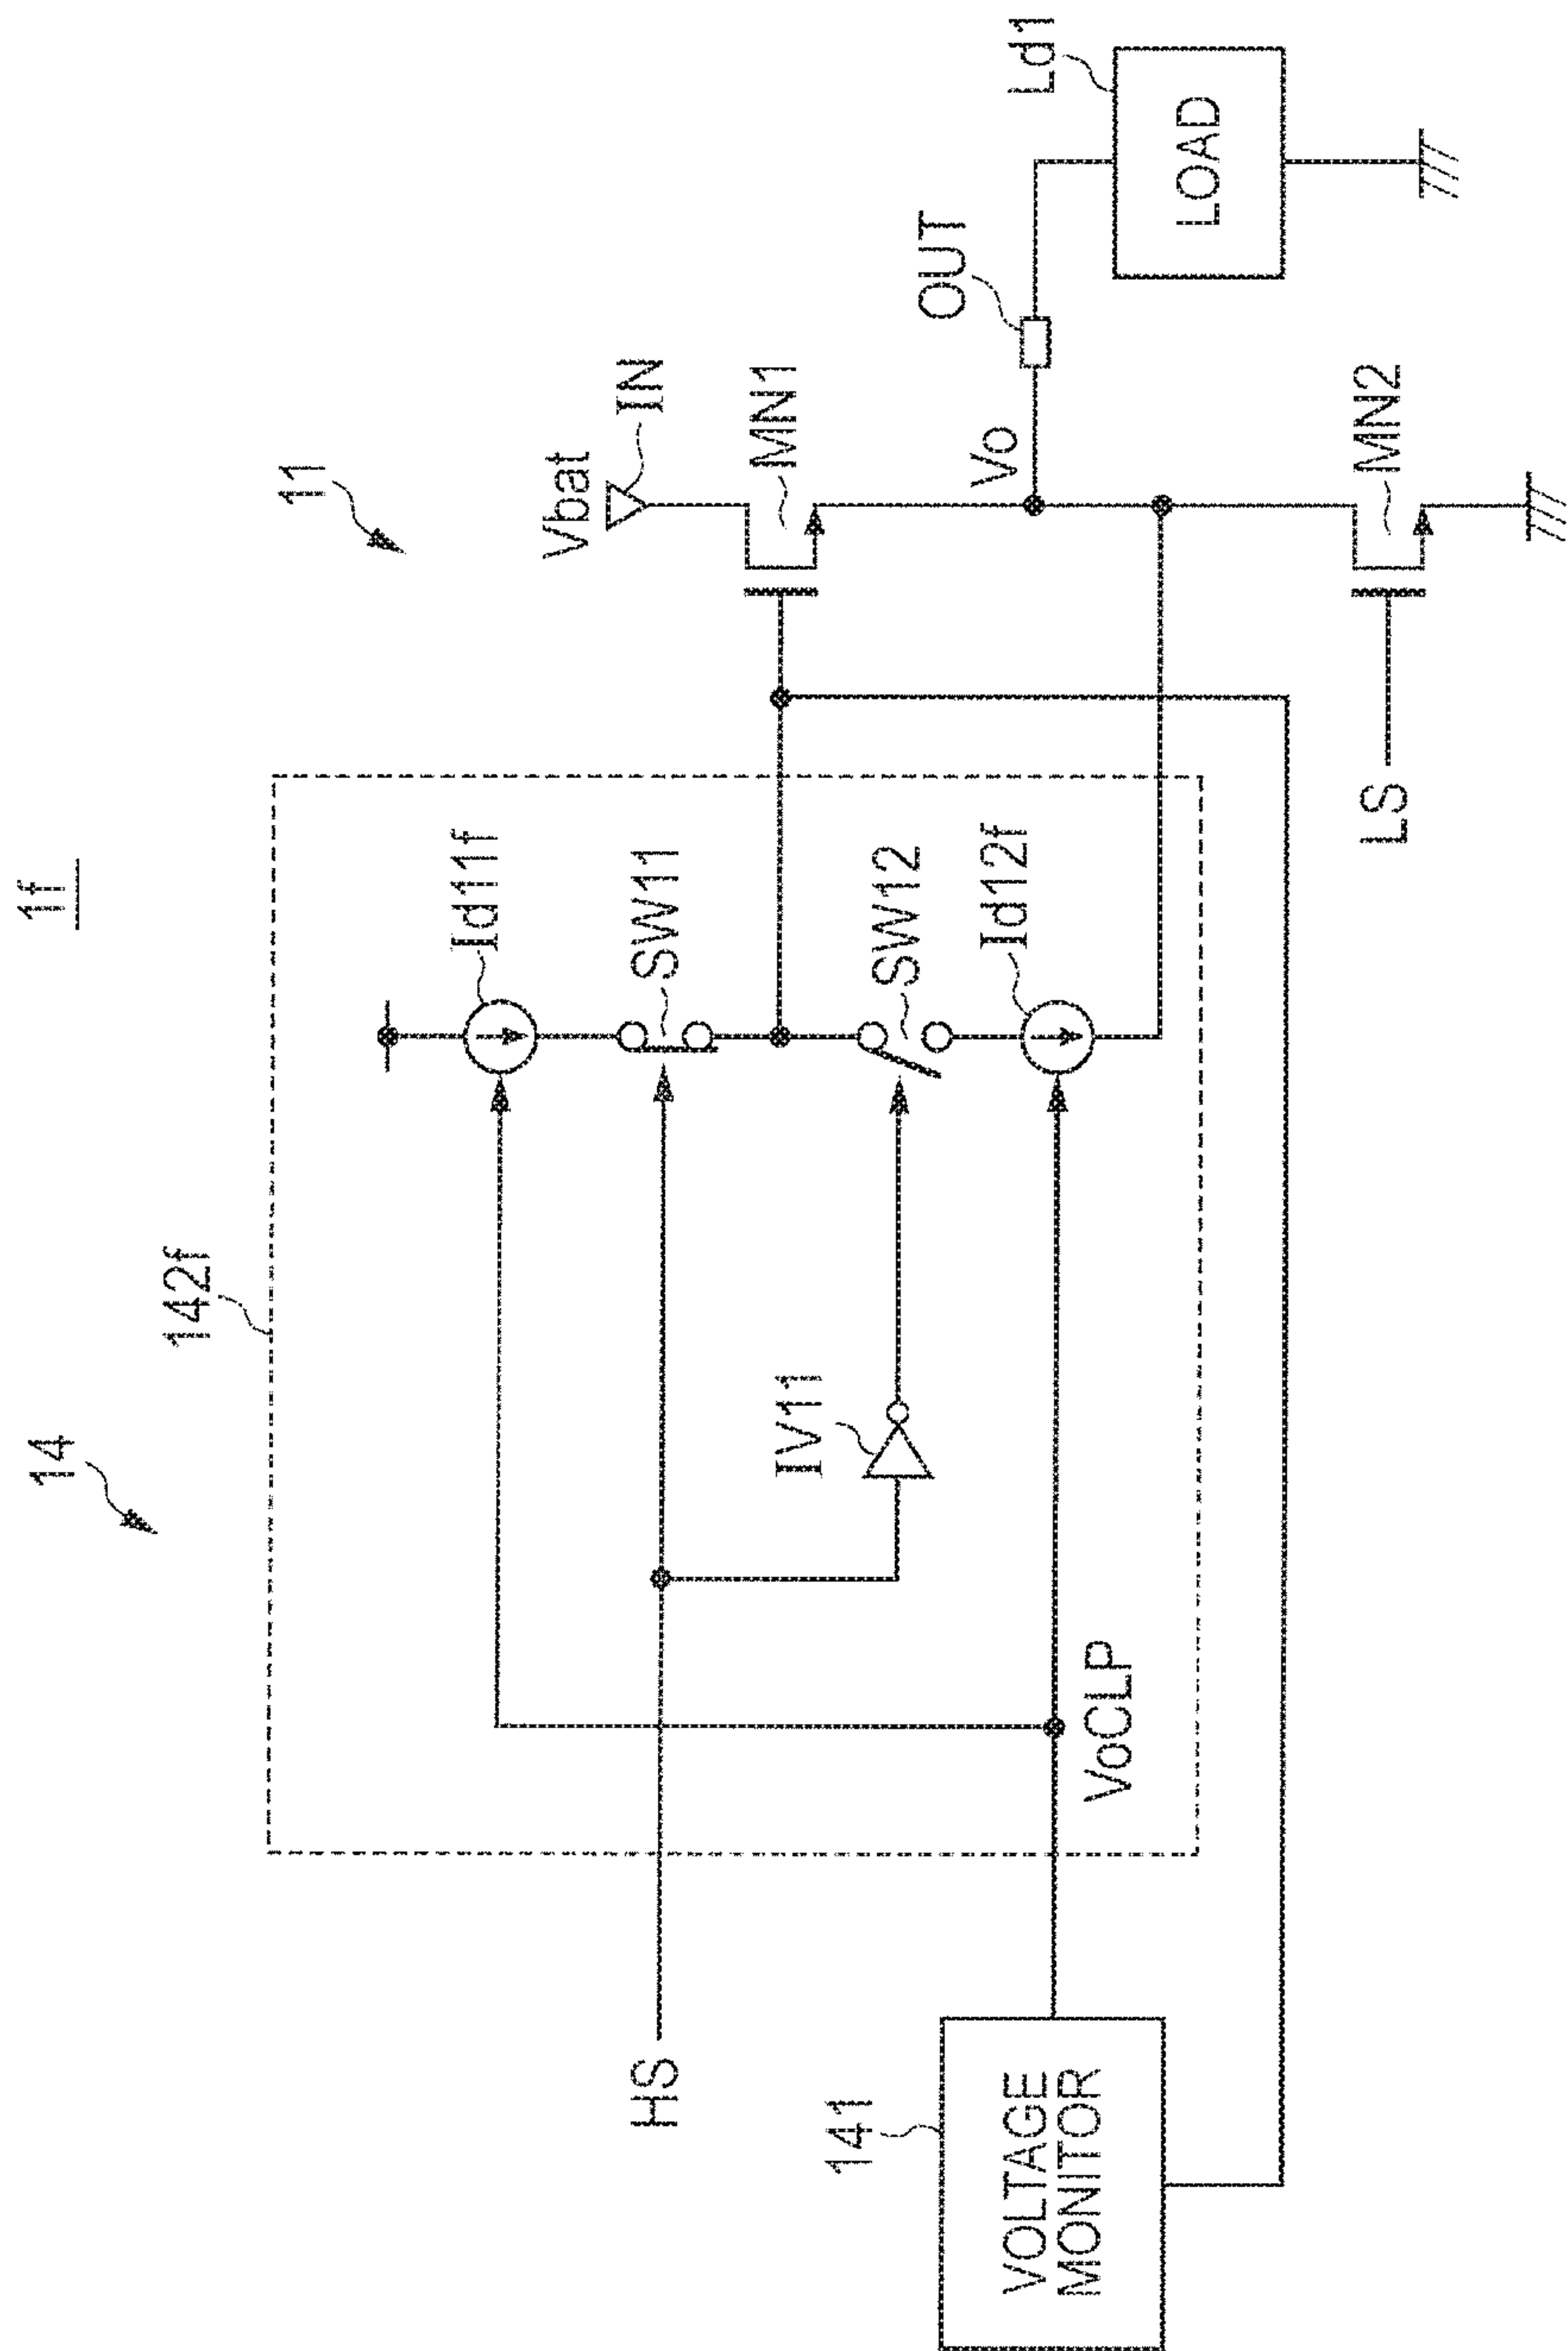 1f
14
142f
11
Vbat
IN
Id11f
SW11
MN1
HS
IV11
SW12
OUT
Ld1
LOAD
Vo
Id12f
141
VOLTAGE
MONITOR
VoCLP
MN2
LS